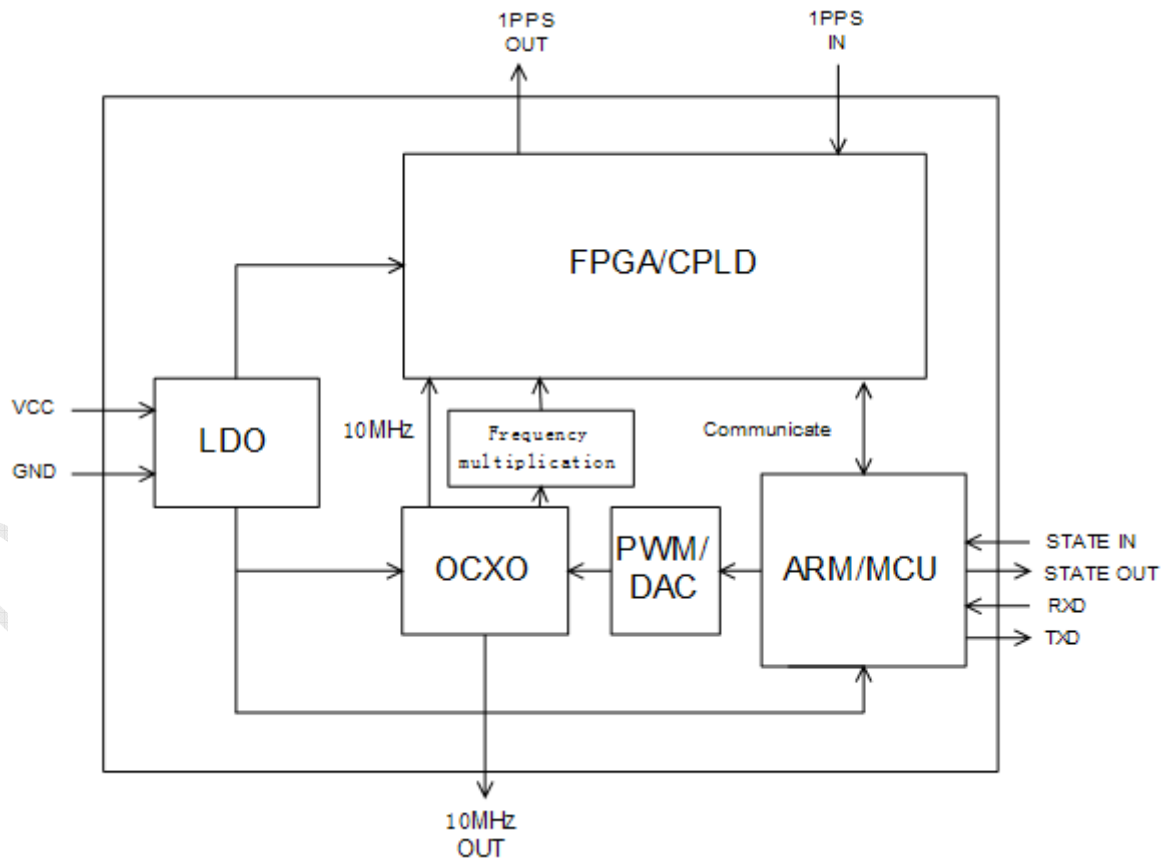 1PPS
OUT
1PPS
IN
FPGA/CPLD
VCC
GND
LDO
10MHz
Frequency
multiplication
Communicate
OCXO
PWM/
DAC
ARM/MCU
STATE IN
STATE OUT
RXD
TXD
10MHz
OUT